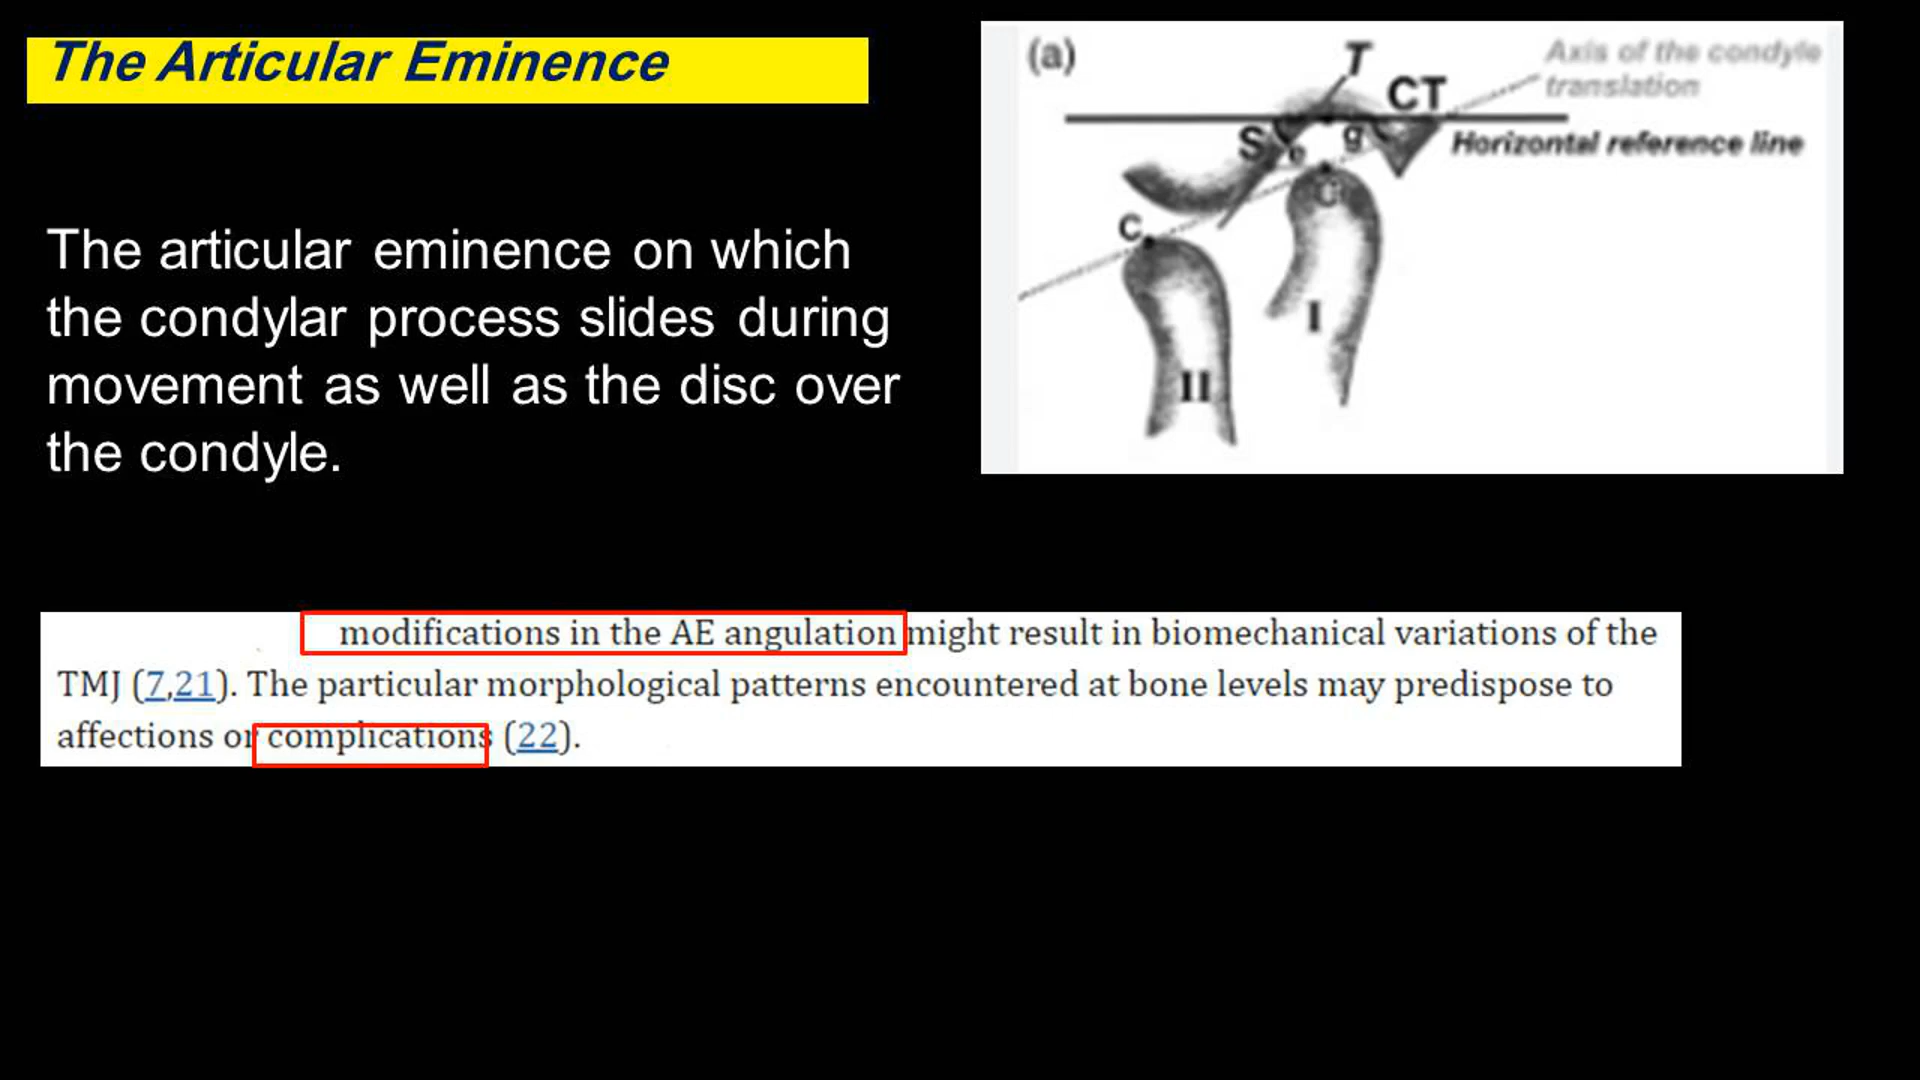 The Articular Eminence
(a)
T
Axis of the condyle
translation
CT
S
e
g
Horizontal reference line
C
C
I
II
The articular eminence on which
the condylar process slides during
movement as well as the disc over
the condyle.
modifications in the AE angulation might result in biomechanical variations of the
TMJ (7,21). The particular morphological patterns encountered at bone levels may predispose to
affections or complications (22).